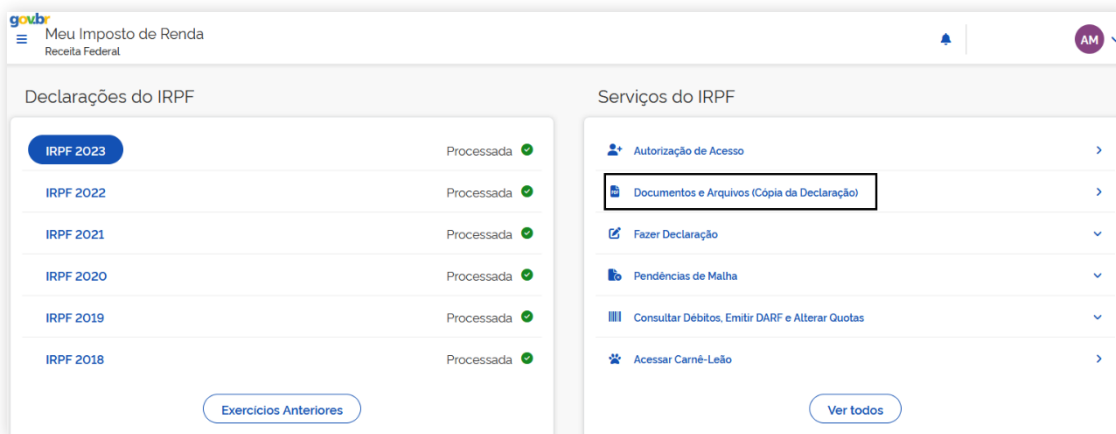 gov.br
Meu Imposto de Renda
Receita Federal
AM
Declarações do IRPF
IRPF 2023 Processada
IRPF 2022 Processada
IRPF 2021 Processada
IRPF 2020 Processada
IRPF 2019 Processada
IRPF 2018 Processada
Exercícios Anteriores
Serviços do IRPF
Autorização de Acesso
Documentos e Arquivos (Cópia da Declaração)
Fazer Declaração
Pendências de Malha
Consultar Débitos, Emitir DARF e Alterar Quotas
Acessar Carnê-Leão
Ver todos